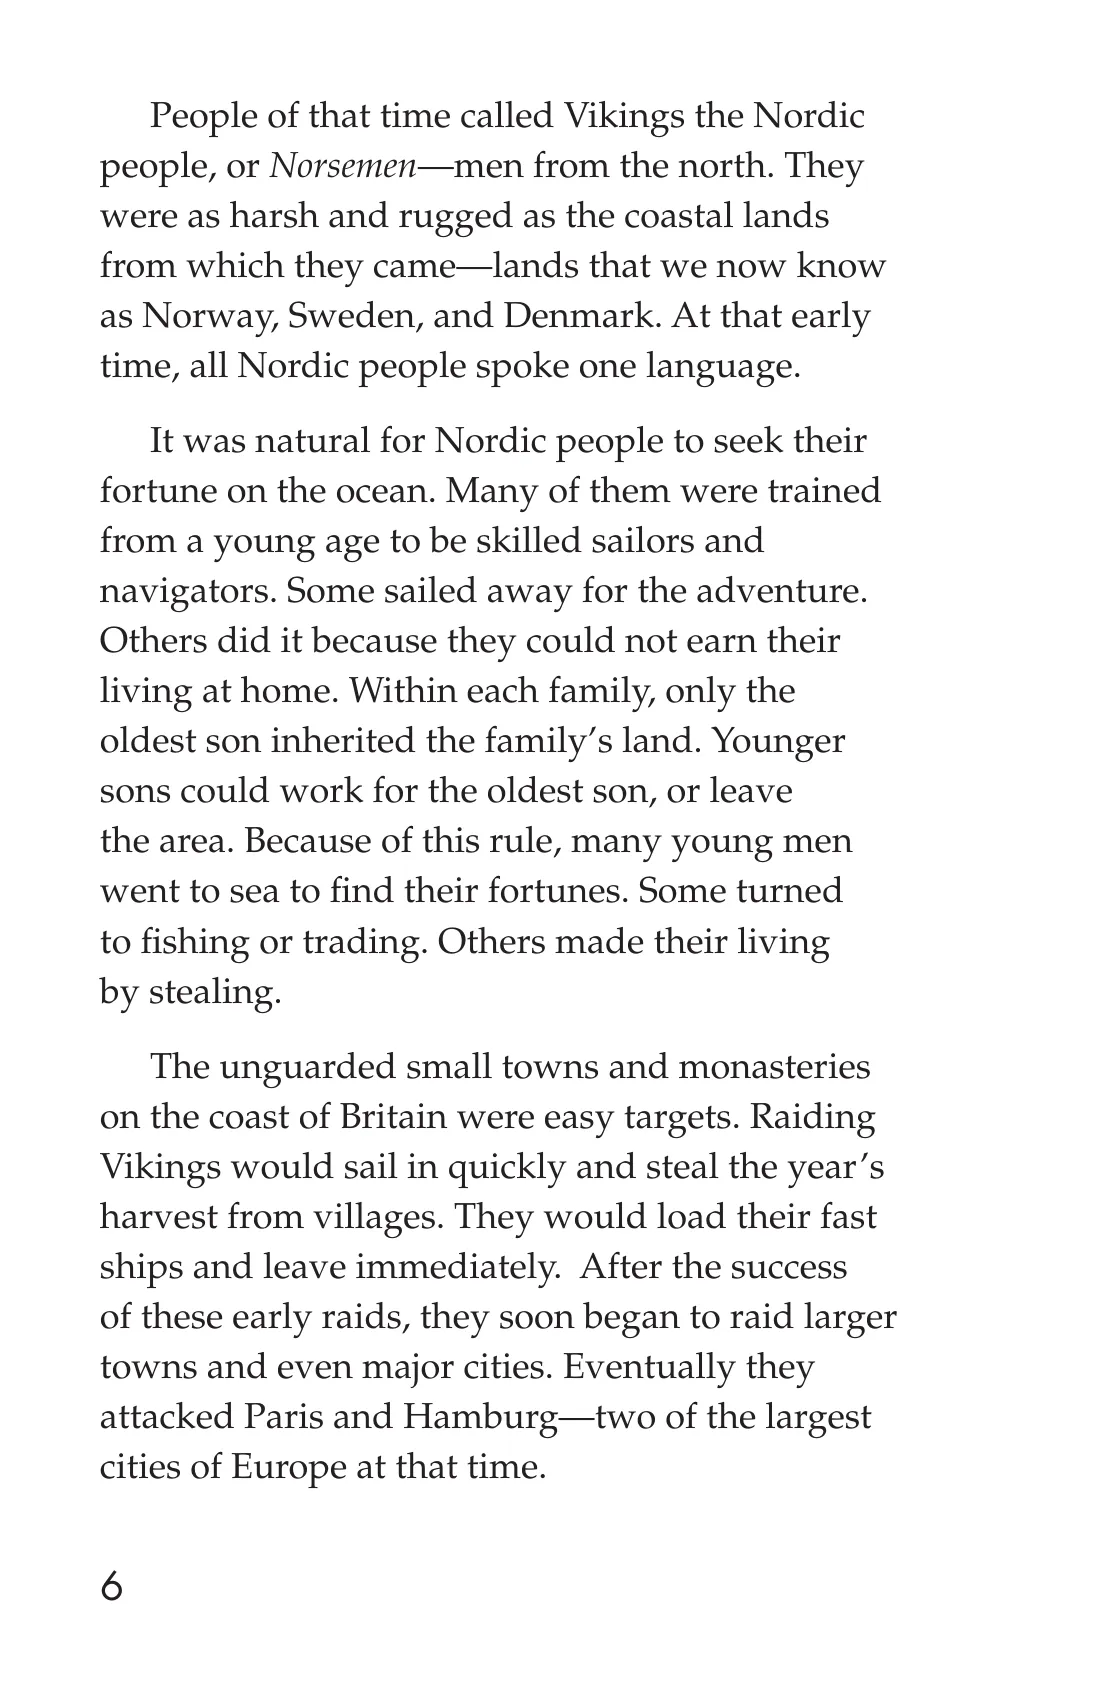 People of that time called Vikings the Nordic
people, or Norsemen—men from the north. They
were as harsh and rugged as the coastal lands
from which they came—lands that we now know
as Norway, Sweden, and Denmark. At that early
time, all Nordic people spoke one language.
It was natural for Nordic people to seek their
fortune on the ocean. Many of them were trained
from a young age to be skilled sailors and
navigators. Some sailed away for the adventure.
Others did it because they could not earn their
living at home. Within each family, only the
oldest son inherited the family’s land. Younger
sons could work for the oldest son, or leave
the area. Because of this rule, many young men
went to sea to find their fortunes. Some turned
to fishing or trading. Others made their living
by stealing.
The unguarded small towns and monasteries
on the coast of Britain were easy targets. Raiding
Vikings would sail in quickly and steal the year’s
harvest from villages. They would load their fast
ships and leave immediately.  After the success
of these early raids, they soon began to raid larger
towns and even major cities. Eventually they
attacked Paris and Hamburg—two of the largest
cities of Europe at that time.
6